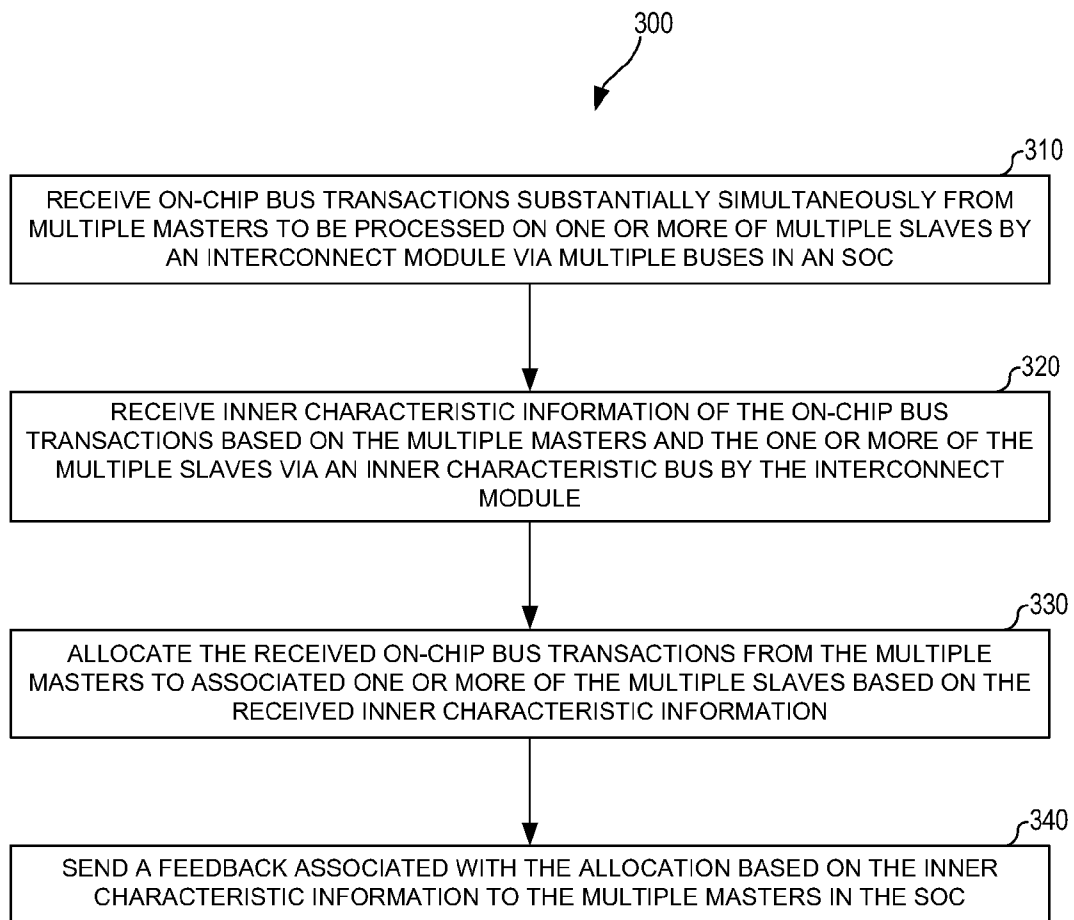 300
310
RECEIVE ON-CHIP BUS TRANSACTIONS SUBSTANTIALLY SIMULTANEOUSLY FROM
MULTIPLE MASTERS TO BE PROCESSED ON ONE OR MORE OF MULTIPLE SLAVES BY
AN INTERCONNECT MODULE VIA MULTIPLE BUSES IN AN SOC
320
RECEIVE INNER CHARACTERISTIC INFORMATION OF THE ON-CHIP BUS
TRANSACTIONS BASED ON THE MULTIPLE MASTERS AND THE ONE OR MORE OF THE
MULTIPLE SLAVES VIA AN INNER CHARACTERISTIC BUS BY THE INTERCONNECT
MODULE
330
ALLOCATE THE RECEIVED ON-CHIP BUS TRANSACTIONS FROM THE MULTIPLE
MASTERS TO ASSOCIATED ONE OR MORE OF THE MULTIPLE SLAVES BASED ON THE
RECEIVED INNER CHARACTERISTIC INFORMATION
340
SEND A FEEDBACK ASSOCIATED WITH THE ALLOCATION BASED ON THE INNER
CHARACTERISTIC INFORMATION TO THE MULTIPLE MASTERS IN THE SOC